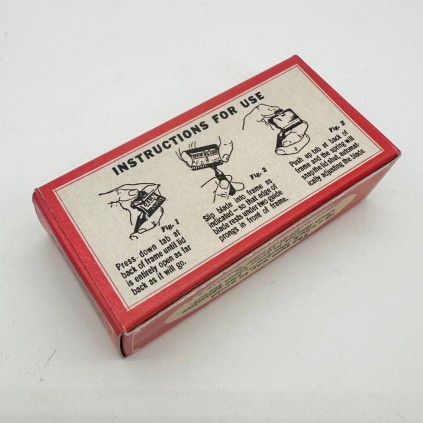 INSTRUCTIONS FOR USE
Fig. 1
Press down tab at
back of frame until lid
is entirely open as far
back as it will go.
Fig. 2
Slip blade into frame as
indicated—so that edge of
blade rests under two guide
prongs in front of frame.
Fig. 3
Push up tab at back of
frame and the spring will
snap the lid shut, automat-
ically adjusting the blade.